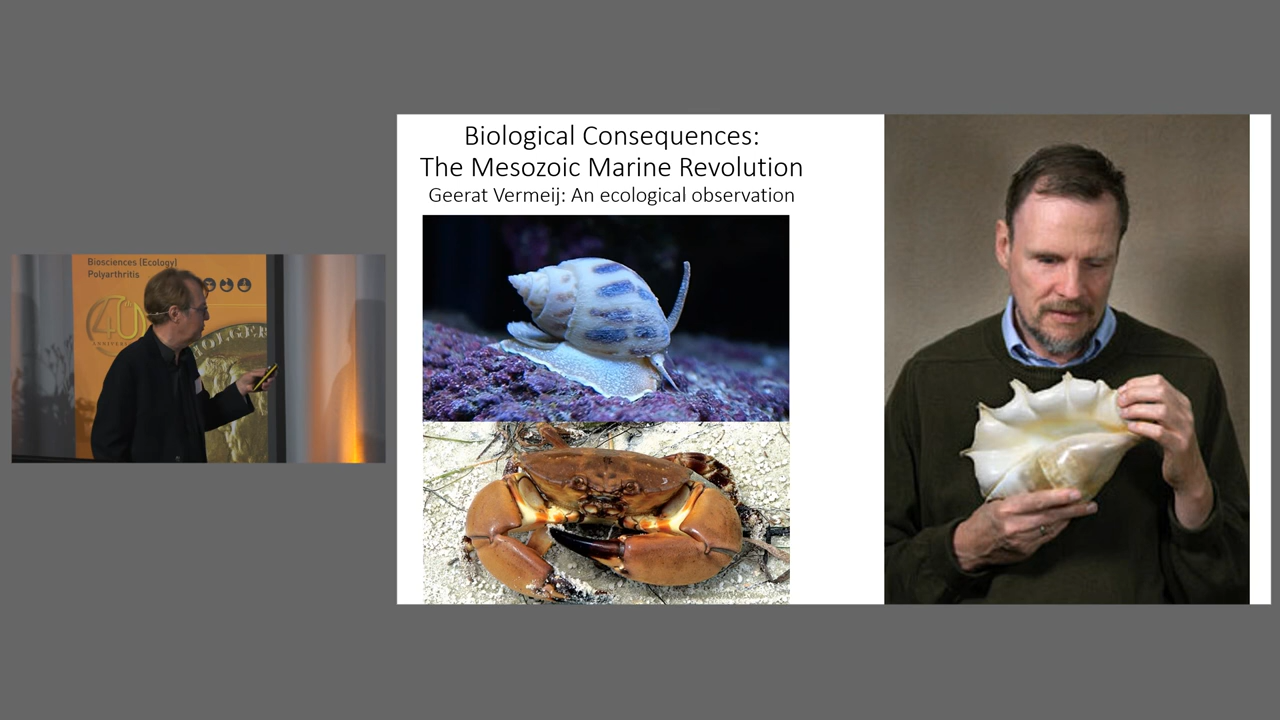 Biosciences (Ecology)
Polyarthritis
Biological Consequences:
The Mesozoic Marine Revolution
Geerat Vermeij: An ecological observation